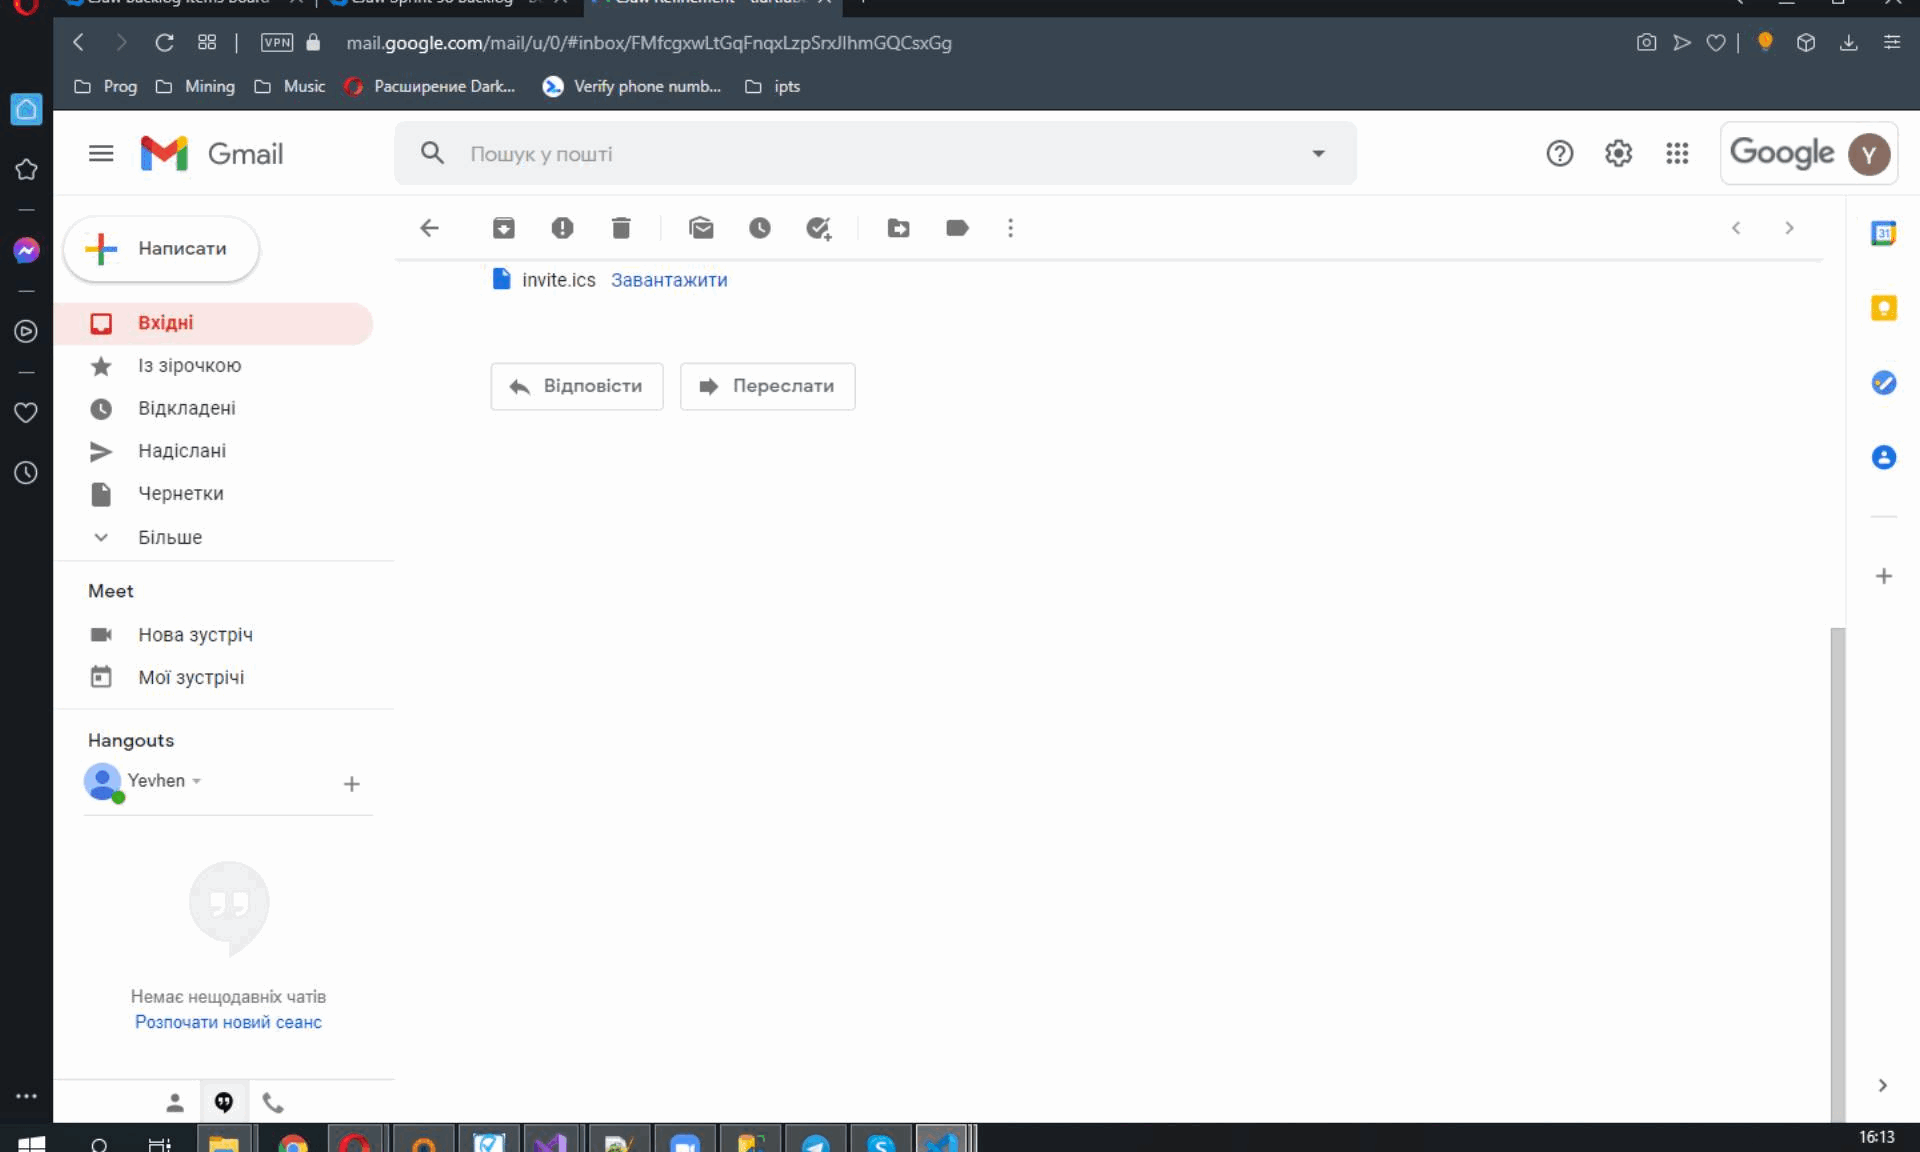 VPN
mail.google.com/mail/u/0/#inbox/FMfcgxwLtGqFnqxLzpSrxJlhmGQCsxGg
Prog
Mining
Music
Расширение Dark...
Verify phone numb...
ipts
Gmail
Пошук у пошті
Google
Y
Написати
31
invite.ics Завантажити
Вхідні
Із зірочкою
Відповісти
Переслати
Відкладені
Надіслані
Чернетки
Більше
Meet
Нова зустріч
Мої зустрічі
Hangouts
Yevhen
Немає нещодавніх чатів
Розпочати новий сеанс
16:13